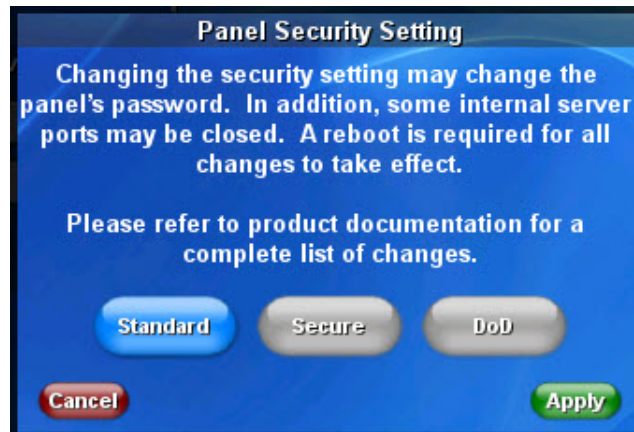 Panel Security Setting
Changing the security setting may change the
panel's password.  In addition, some internal server
ports may be closed.  A reboot is required for all
changes to take effect.
Please refer to product documentation for a
complete list of changes.
Standard Secure DoD
Cancel Apply